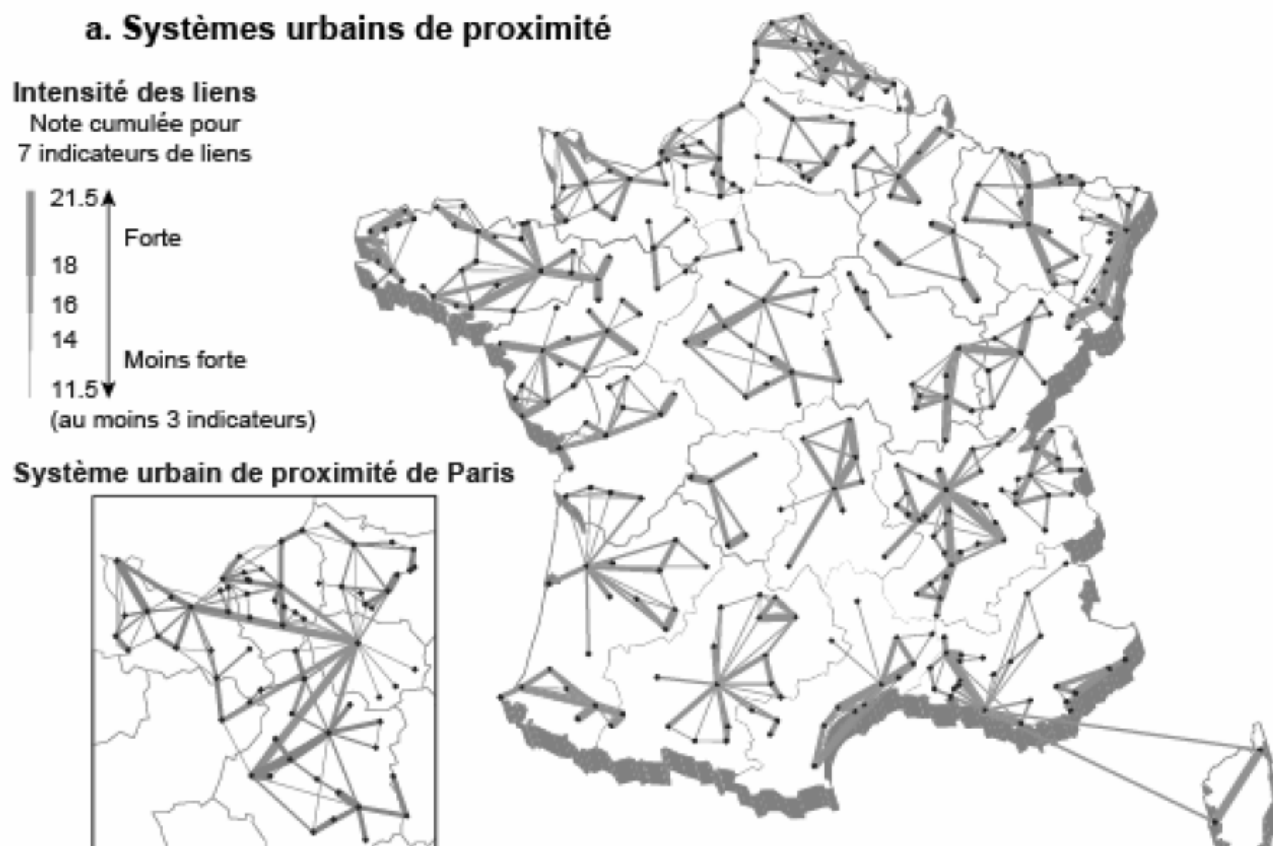 a. Systèmes urbains de proximité
Intensité des liens
Note cumulée pour
7 indicateurs de liens
21.5
Forte
18
16
14
Moins forte
11.5
(au moins 3 indicateurs)
Système urbain de proximité de Paris